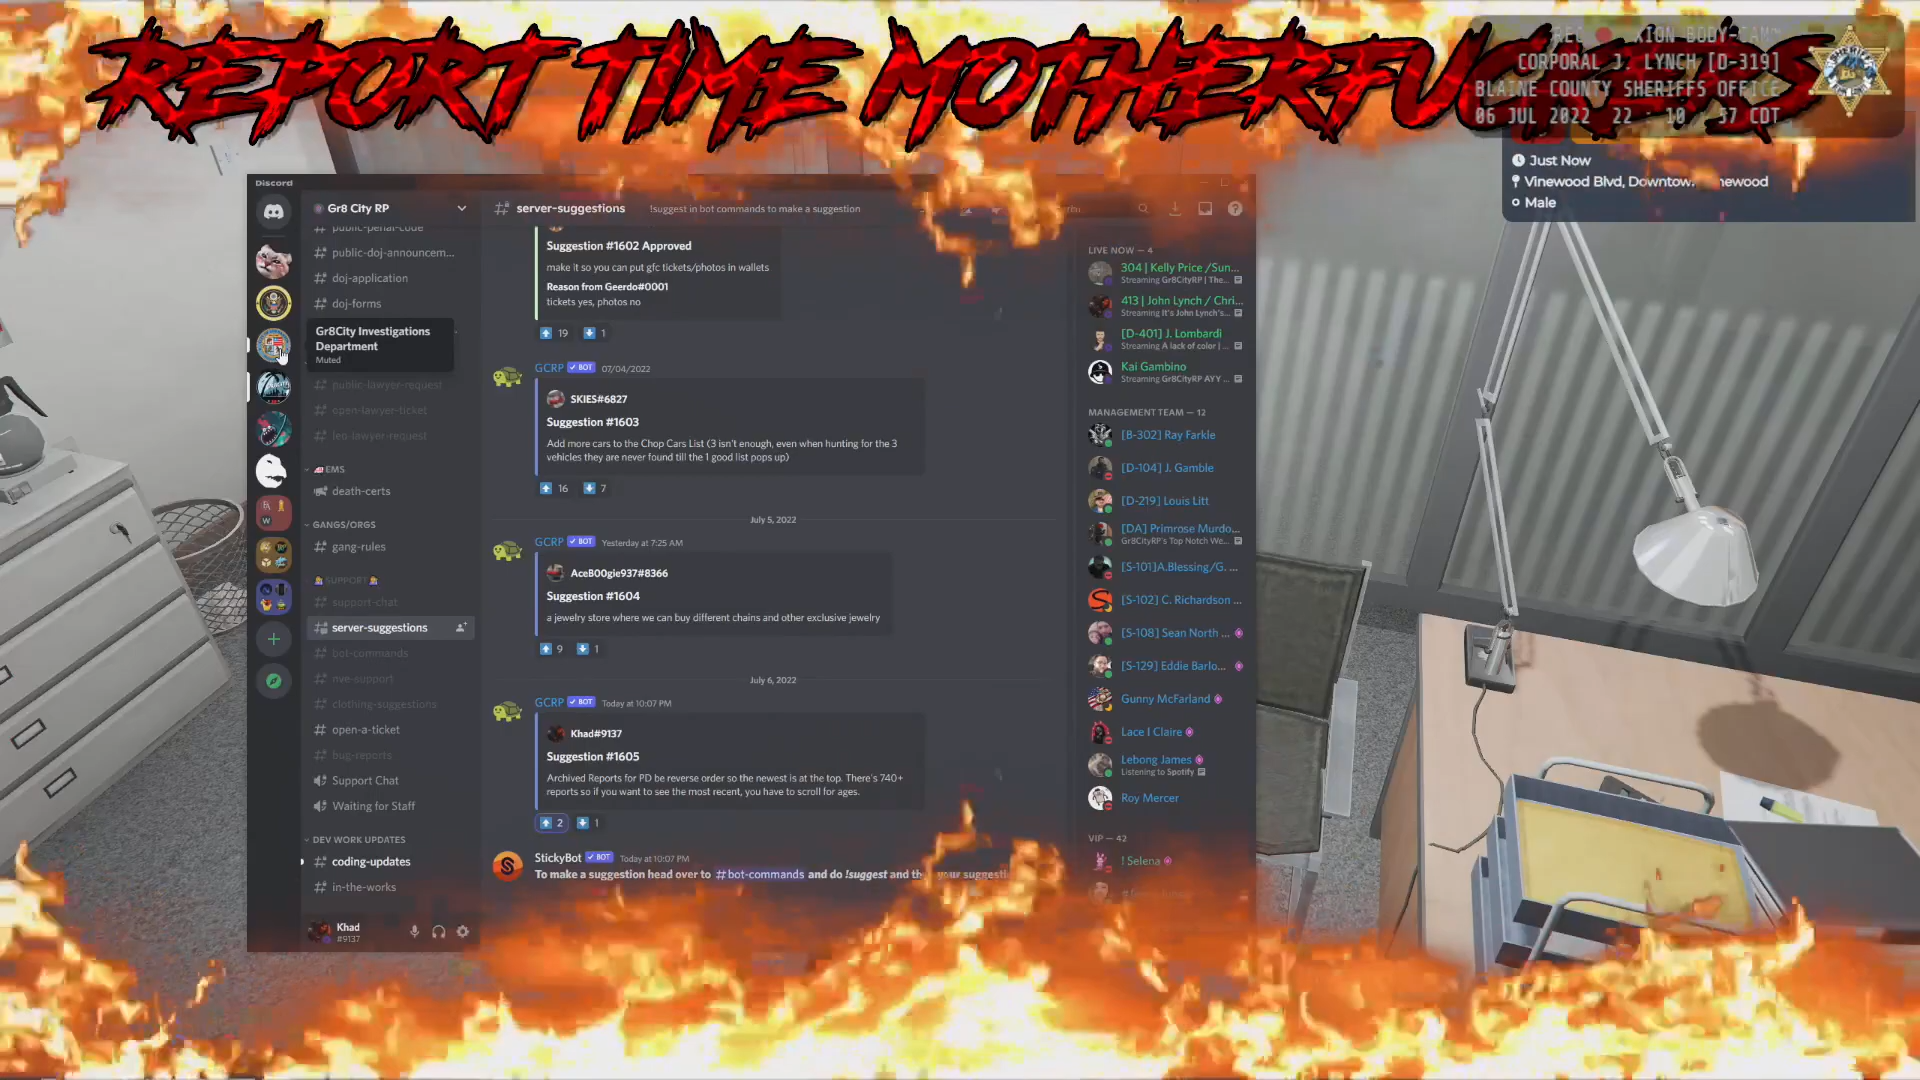 REPORT TIME MOTHERFUCKERS
CORPORAL J. LYNCH [D-319]
BLAINE COUNTY SHERIFFS OFFICE
06 JUL 2022 22 : 10 : 37 CDT
Just Now
Vinewood Blvd, Downtown
Male
Discord
Gr8 City RP
public-penal-code
public-doj-announcem...
doj-application
doj-forms
Gr8City Investigations
Department
Muted
public-lawyer-request
open-lawyer-ticket
leo-lawyer-request
EMS
death-certs
GANGS/ORGS
gang-rules
SUPPORT
support-chat
server-suggestions
bot-commands
nve-support
clothing-suggestions
open-a-ticket
bug-reports
Support Chat
Waiting for Staff
DEV WORK UPDATES
coding-updates
in-the-works
Khad
#9137
server-suggestions
!suggest in bot commands to make a suggestion
Suggestion #1602 Approved
make it so you can put gfc tickets/photos in wallets
Reason from Geerdo#0001
tickets yes, photos no
19 1
GCRP BOT 07/04/2022
SKIES#6827
Suggestion #1603
Add more cars to the Chop Cars List (3 isn't enough, even when hunting for the 3
vehicles they are never found till the 1 good list pops up)
16 7
July 5, 2022
GCRP BOT Yesterday at 7:25 AM
AceB00gie937#8366
Suggestion #1604
a jewelry store where we can buy different chains and other exclusive jewelry
9 1
July 6, 2022
GCRP BOT Today at 10:07 PM
Khad#9137
Suggestion #1605
Archived Reports for PD be reverse order so the newest is at the top. There's 740+
reports so if you want to see the most recent, you have to scroll for ages.
2 1
StickyBot BOT Today at 10:07 PM
To make a suggestion head over to #bot-commands and do !suggest and your
LIVE NOW — 4
304 | Kelly Price /Sun...
Streaming Gr8CityRP | The...
413 | John Lynch / Chri...
Streaming It's John Lynch's...
[D-401] J. Lombardi
Streaming A lack of color | ...
Kai Gambino
Streaming Gr8CityRP AYY ...
MANAGEMENT TEAM — 12
[B-302] Ray Farkle
[D-104] J. Gamble
[D-219] Louis Litt
[DA] Primrose Murdo...
Gr8CityRP's Top Notch We...
[S-101]A.Blessing/G. ...
[S-102] C. Richardson ...
[S-108] Sean North ...
[S-129] Eddie Barlo...
Gunny McFarland
Lace I Claire
Lebong James
Listening to Spotify
Roy Mercer
VIP — 42
! Selena